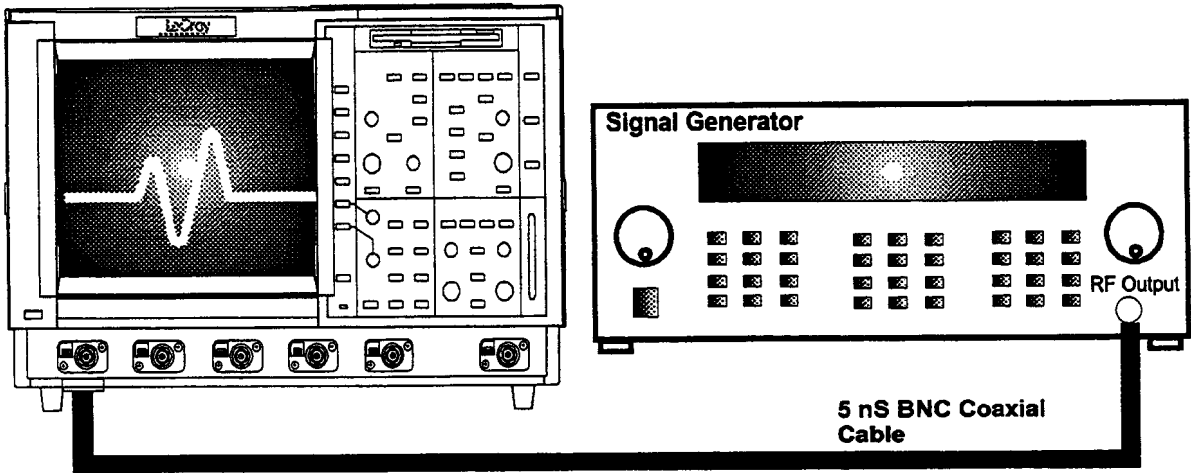 LeCroy
Signal Generator
RF Output
5 nS BNC Coaxial
Cable